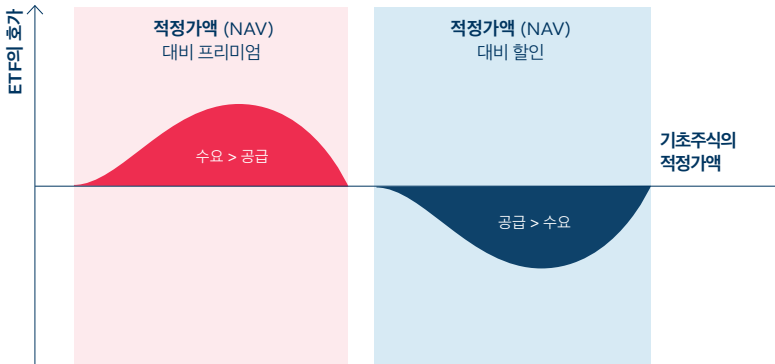 ETF의 호가
적정가액 (NAV)
대비 프리미엄
수요 > 공급
적정가액 (NAV)
대비 할인
공급 > 수요
기초주식의
적정가액